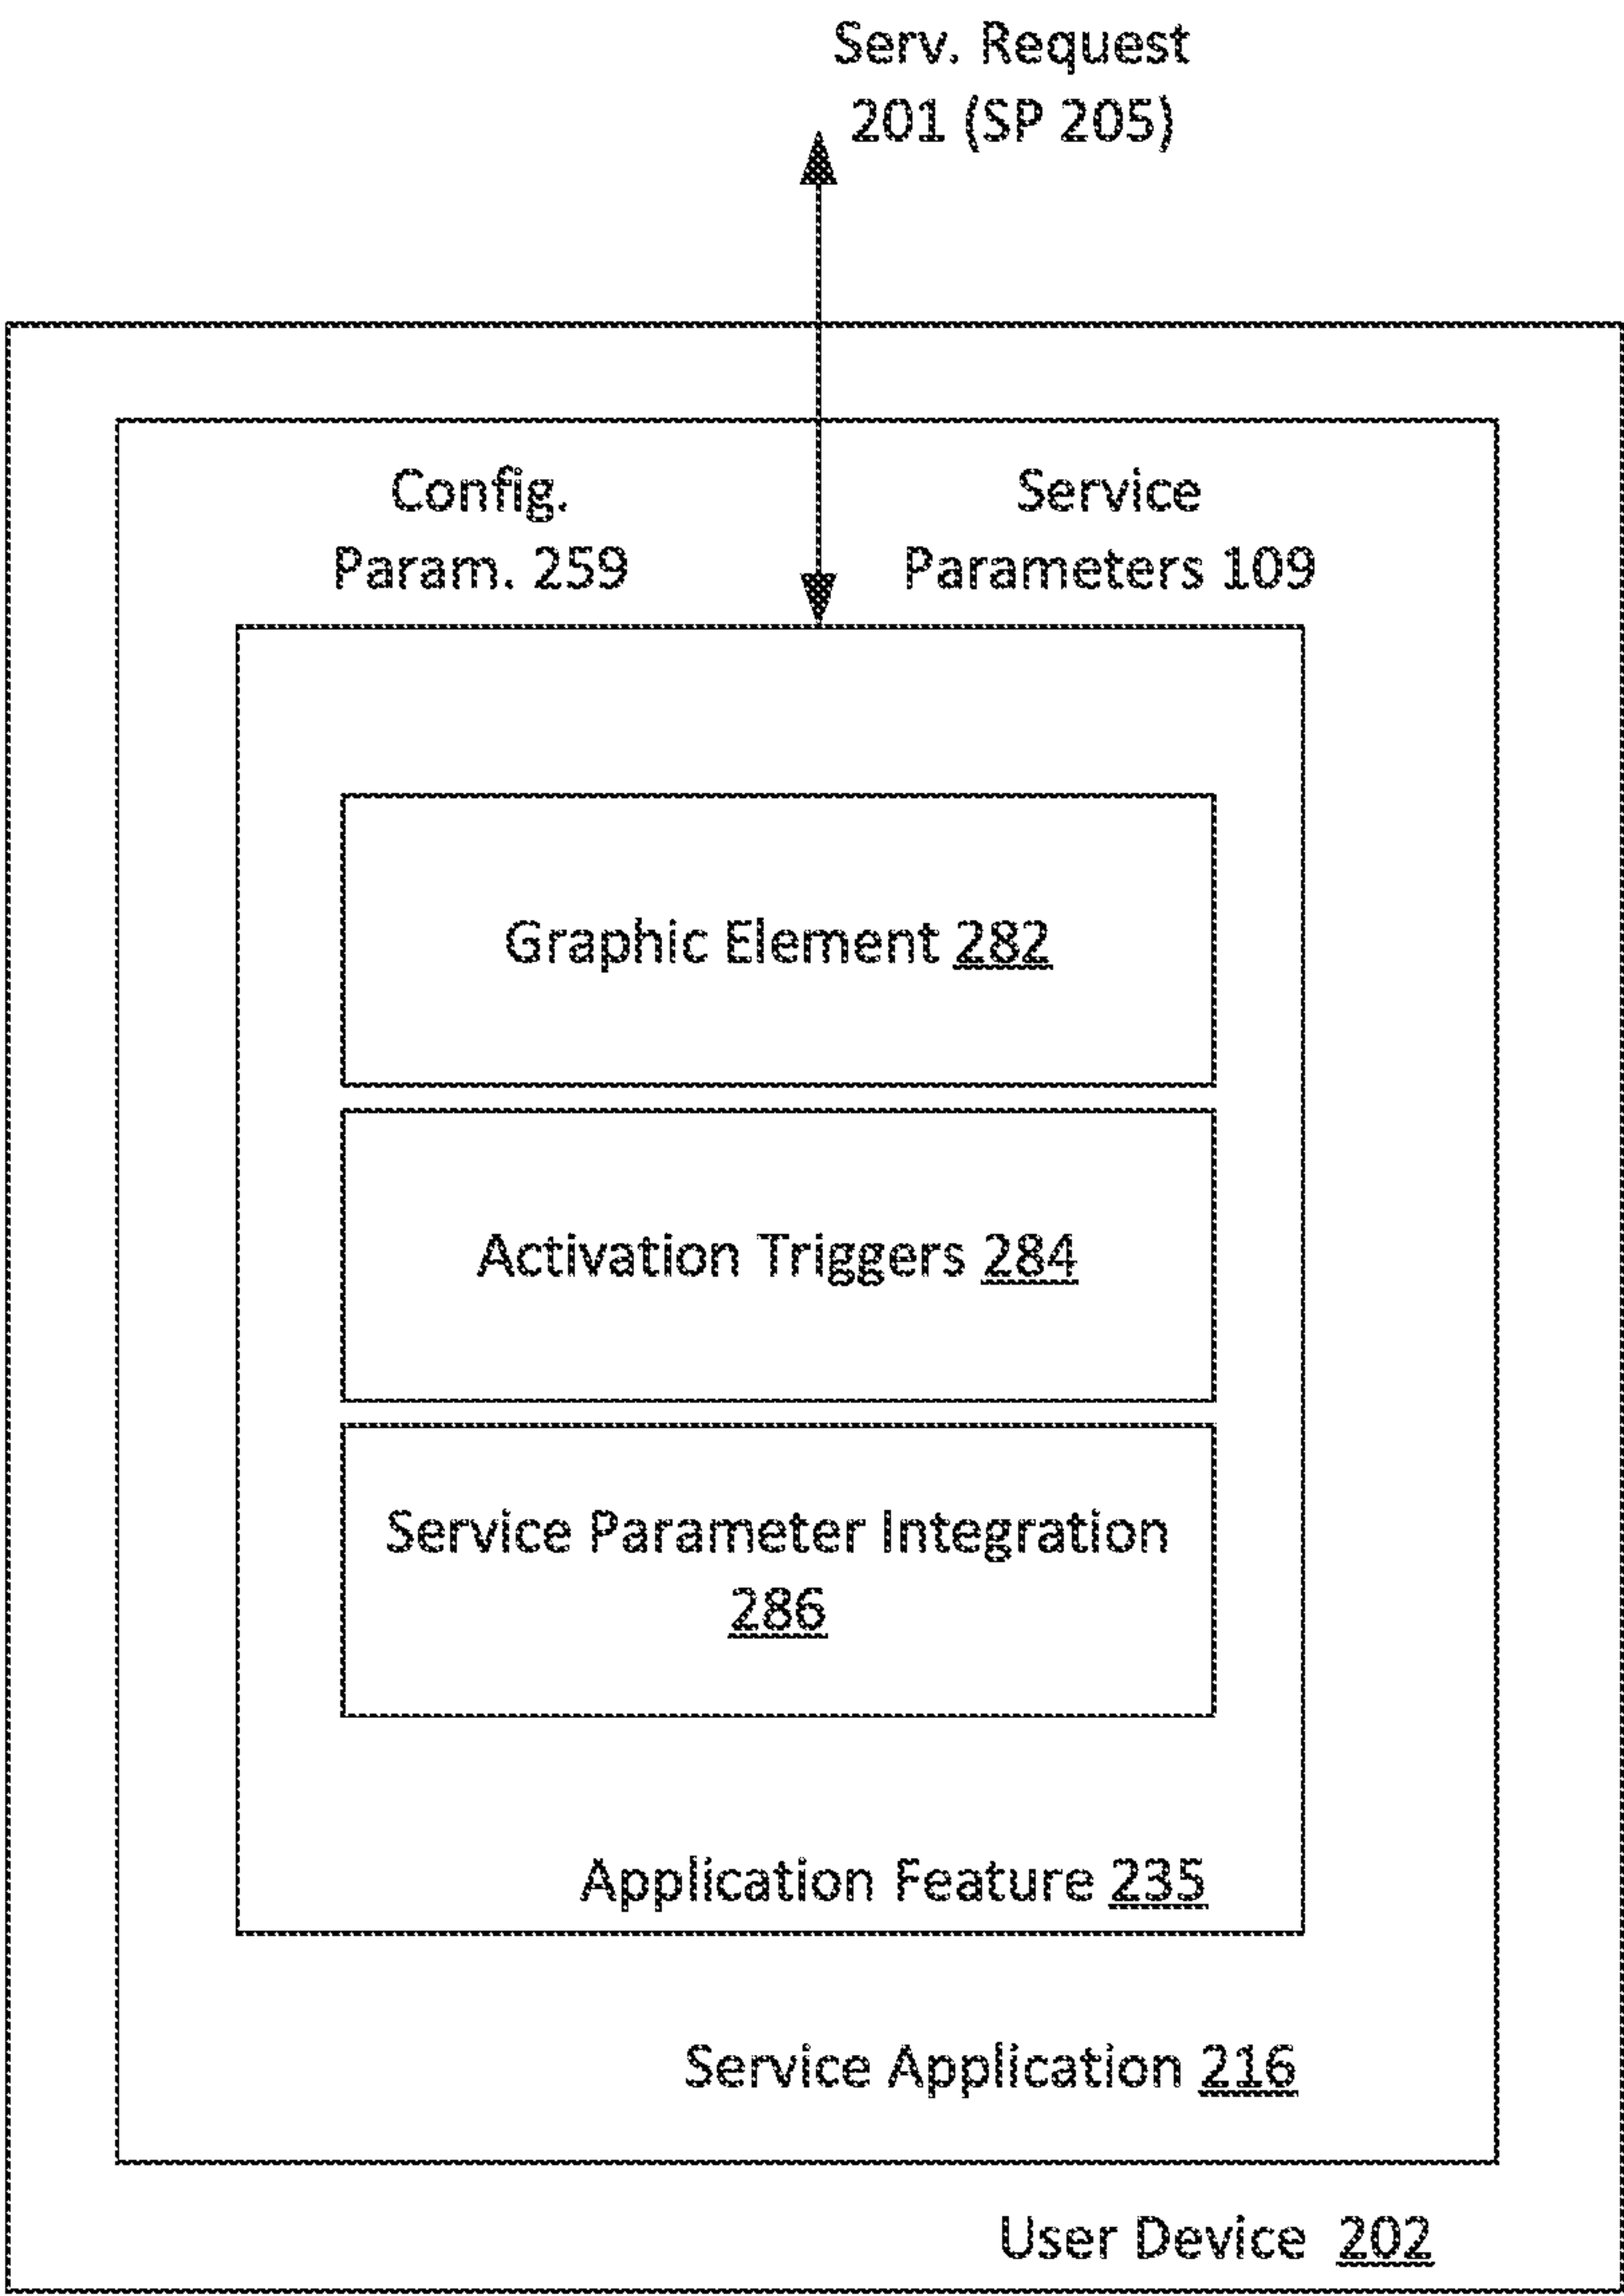 Serv. Request
201 (SP 205)
Config.
Param. 259
Service
Parameters 109
Graphic Element 282
Activation Triggers 284
Service Parameter Integration
286
Application Feature 235
Service Application 216
User Device 202